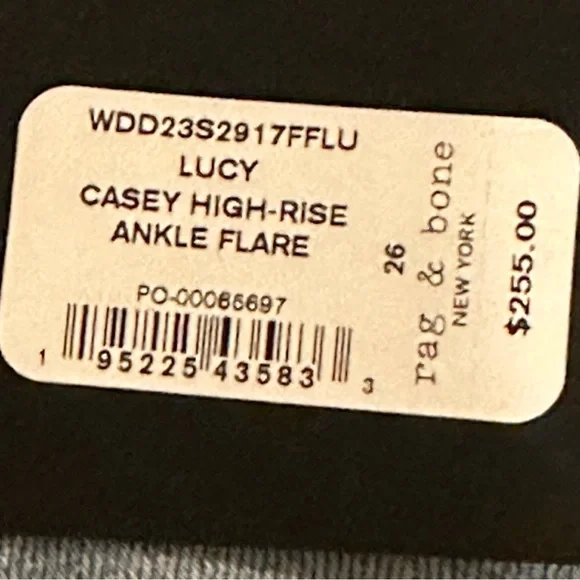 WDD23S2917FFLU
LUCY
CASEY HIGH-RISE
ANKLE FLARE
PO-00065697
1 95225 43583 3
26
rag & bone
NEW YORK
$255.00